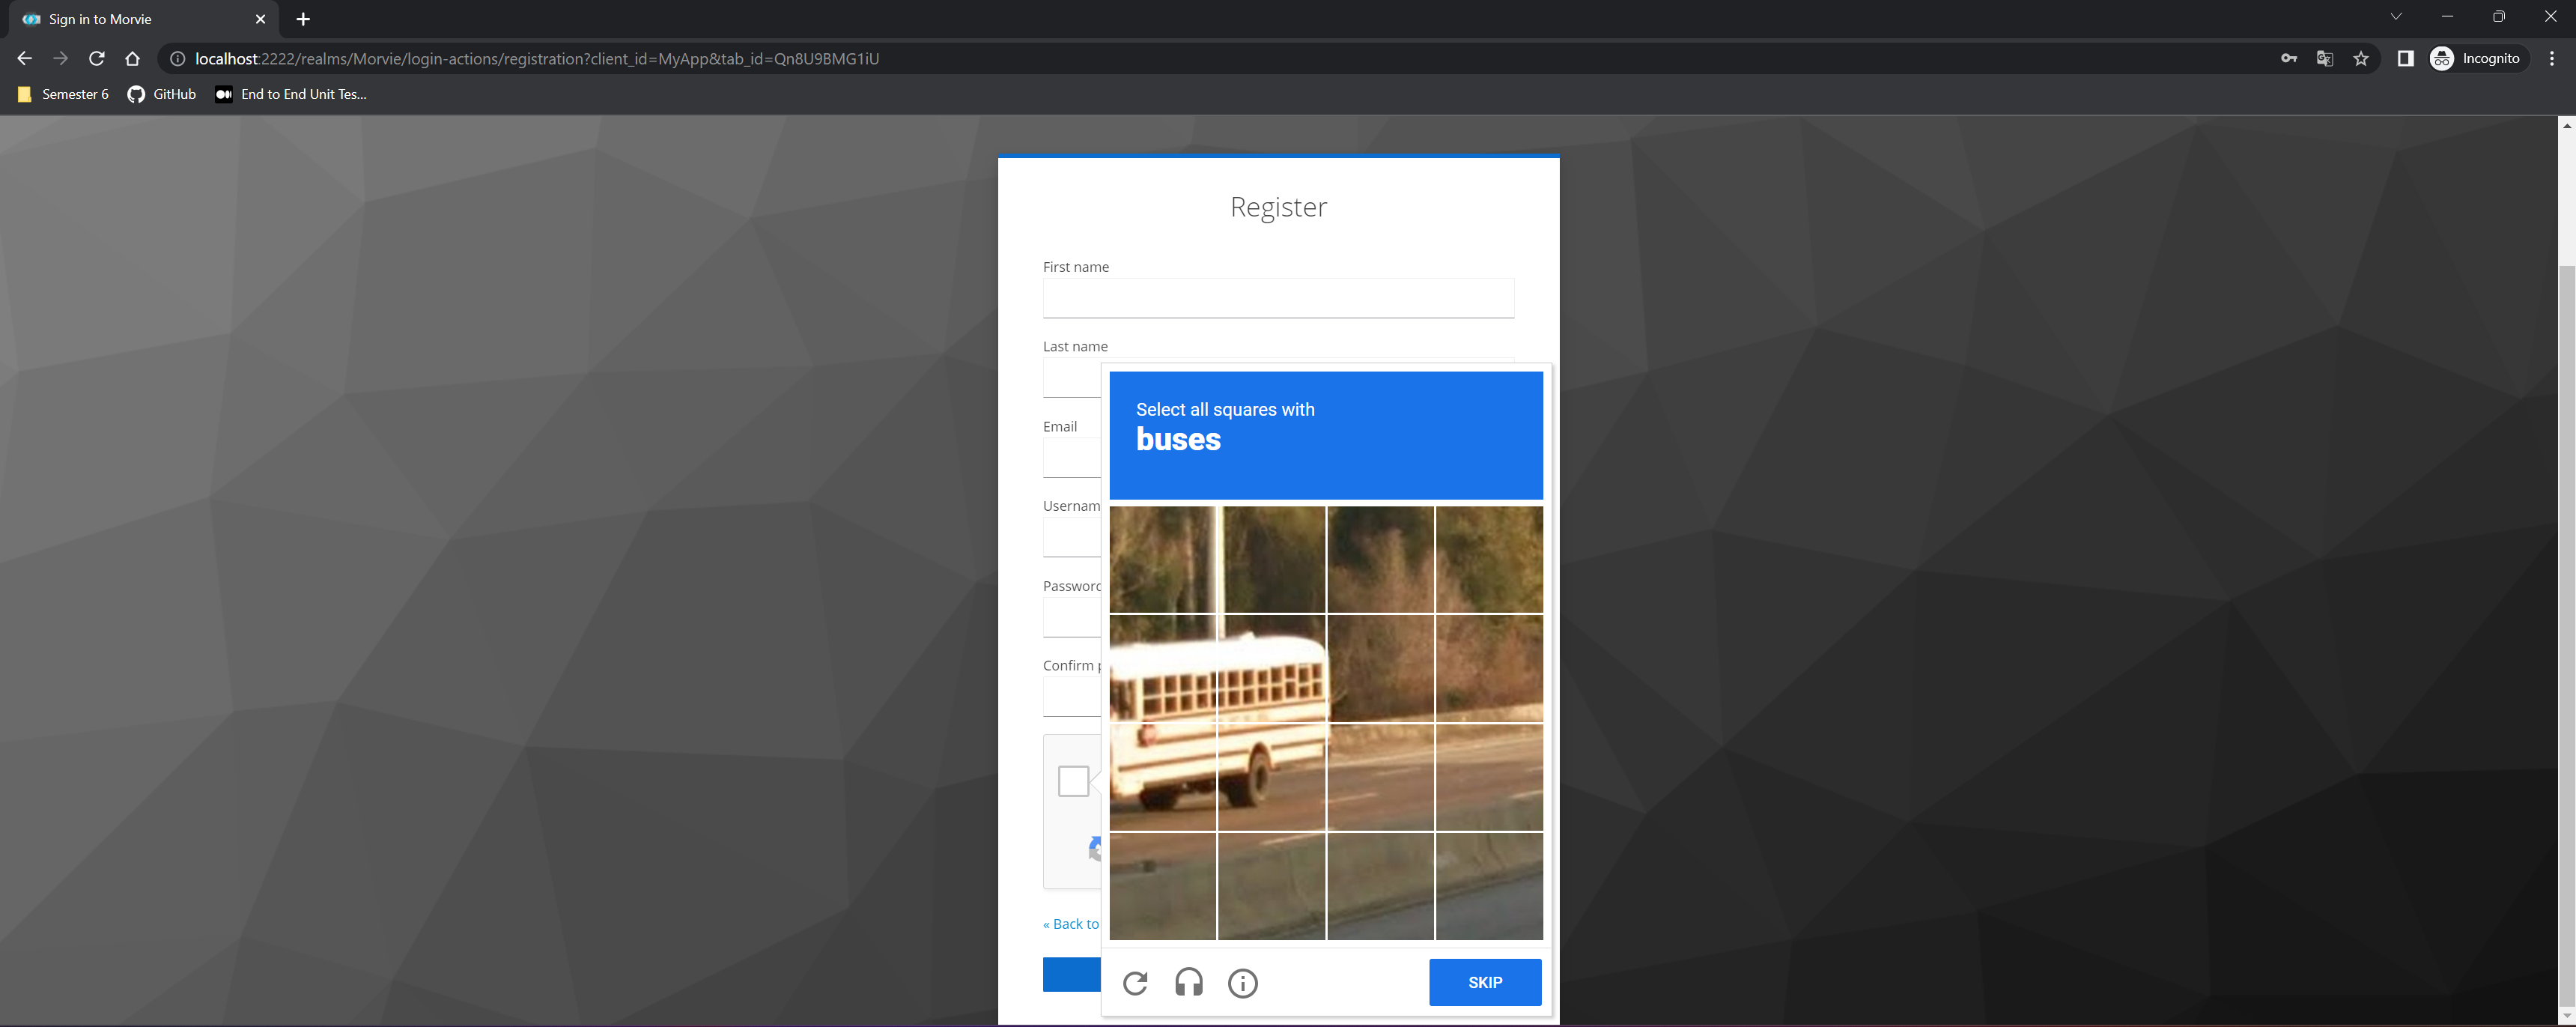 Sign in to Morvie
localhost:2222/realms/Morvie/login-actions/registration?client_id=MyApp&tab_id=Qn8U9BMG1iU
Incognito
Semester 6
GitHub
End to End Unit Tes...
Register
First name
Last name
Select all squares with
buses
Email
Usernam
Password
Confirm p
« Back to
SKIP